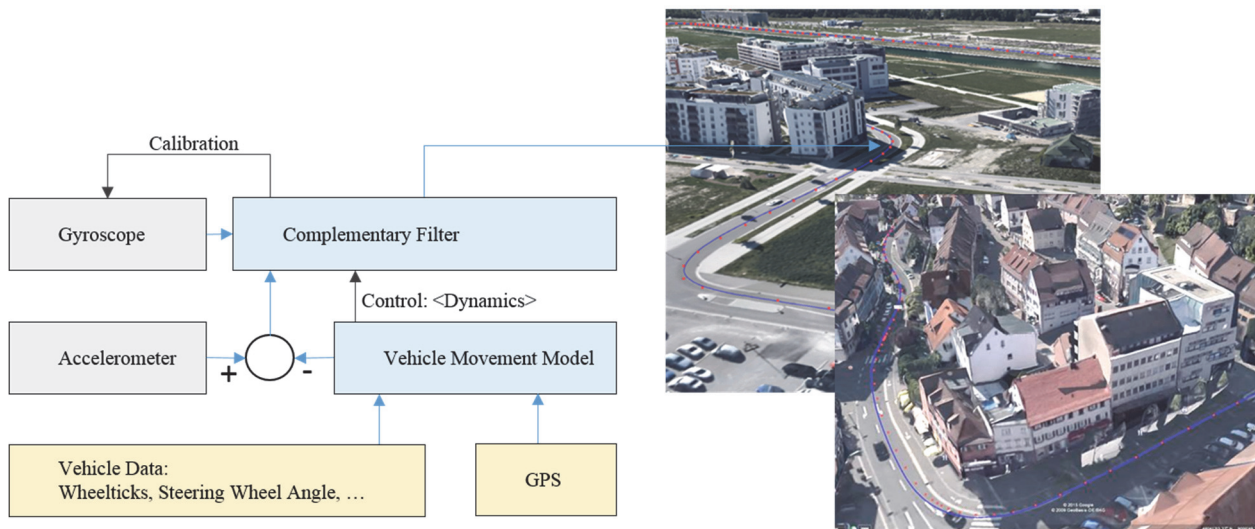 Calibration
Gyroscope
Complementary Filter
Control: <Dynamics>
Accelerometer
+
-
Vehicle Movement Model
Vehicle Data:
Wheelticks, Steering Wheel Angle, …
GPS